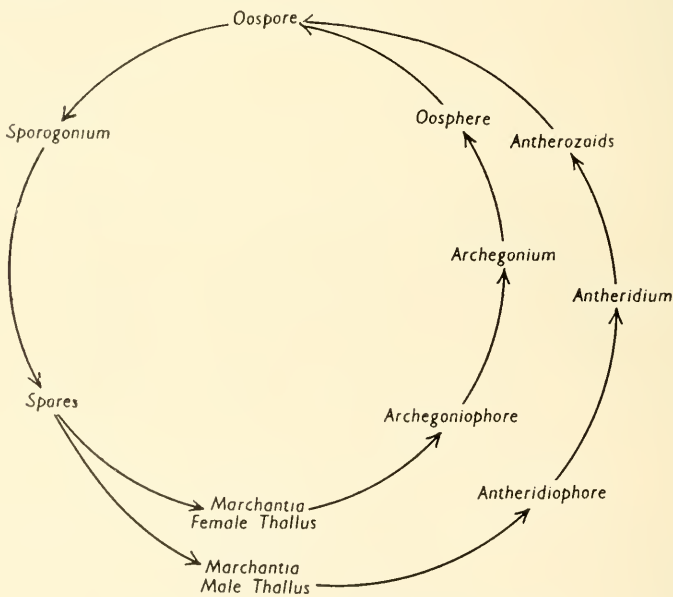 Oospore
Sporogonium
Oosphere
Antherozoids
Archegonium
Antheridium
Spores
Archegoniophore
Antheridiophore
Marchantia
Female Thallus
Marchantia
Male Thallus